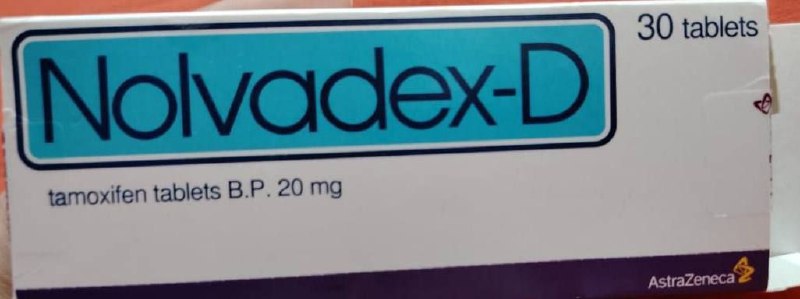 Nolvadex-D
30 tablets
tamoxifen tablets B.P. 20 mg
AstraZeneca